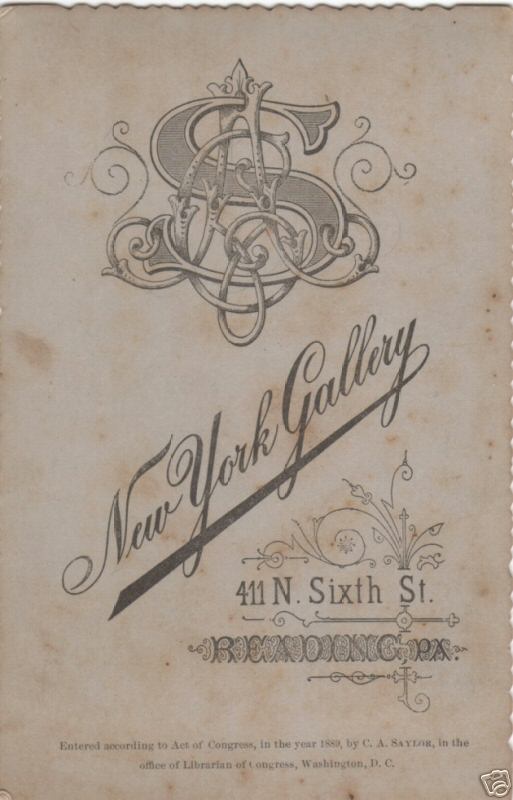 New York Gallery
411 N. Sixth St.
READING, PA.
Entered according to Act of Congress, in the year 1889, by C. A. SAYLOR, in the
office of Librarian of Congress, Washington, D. C.